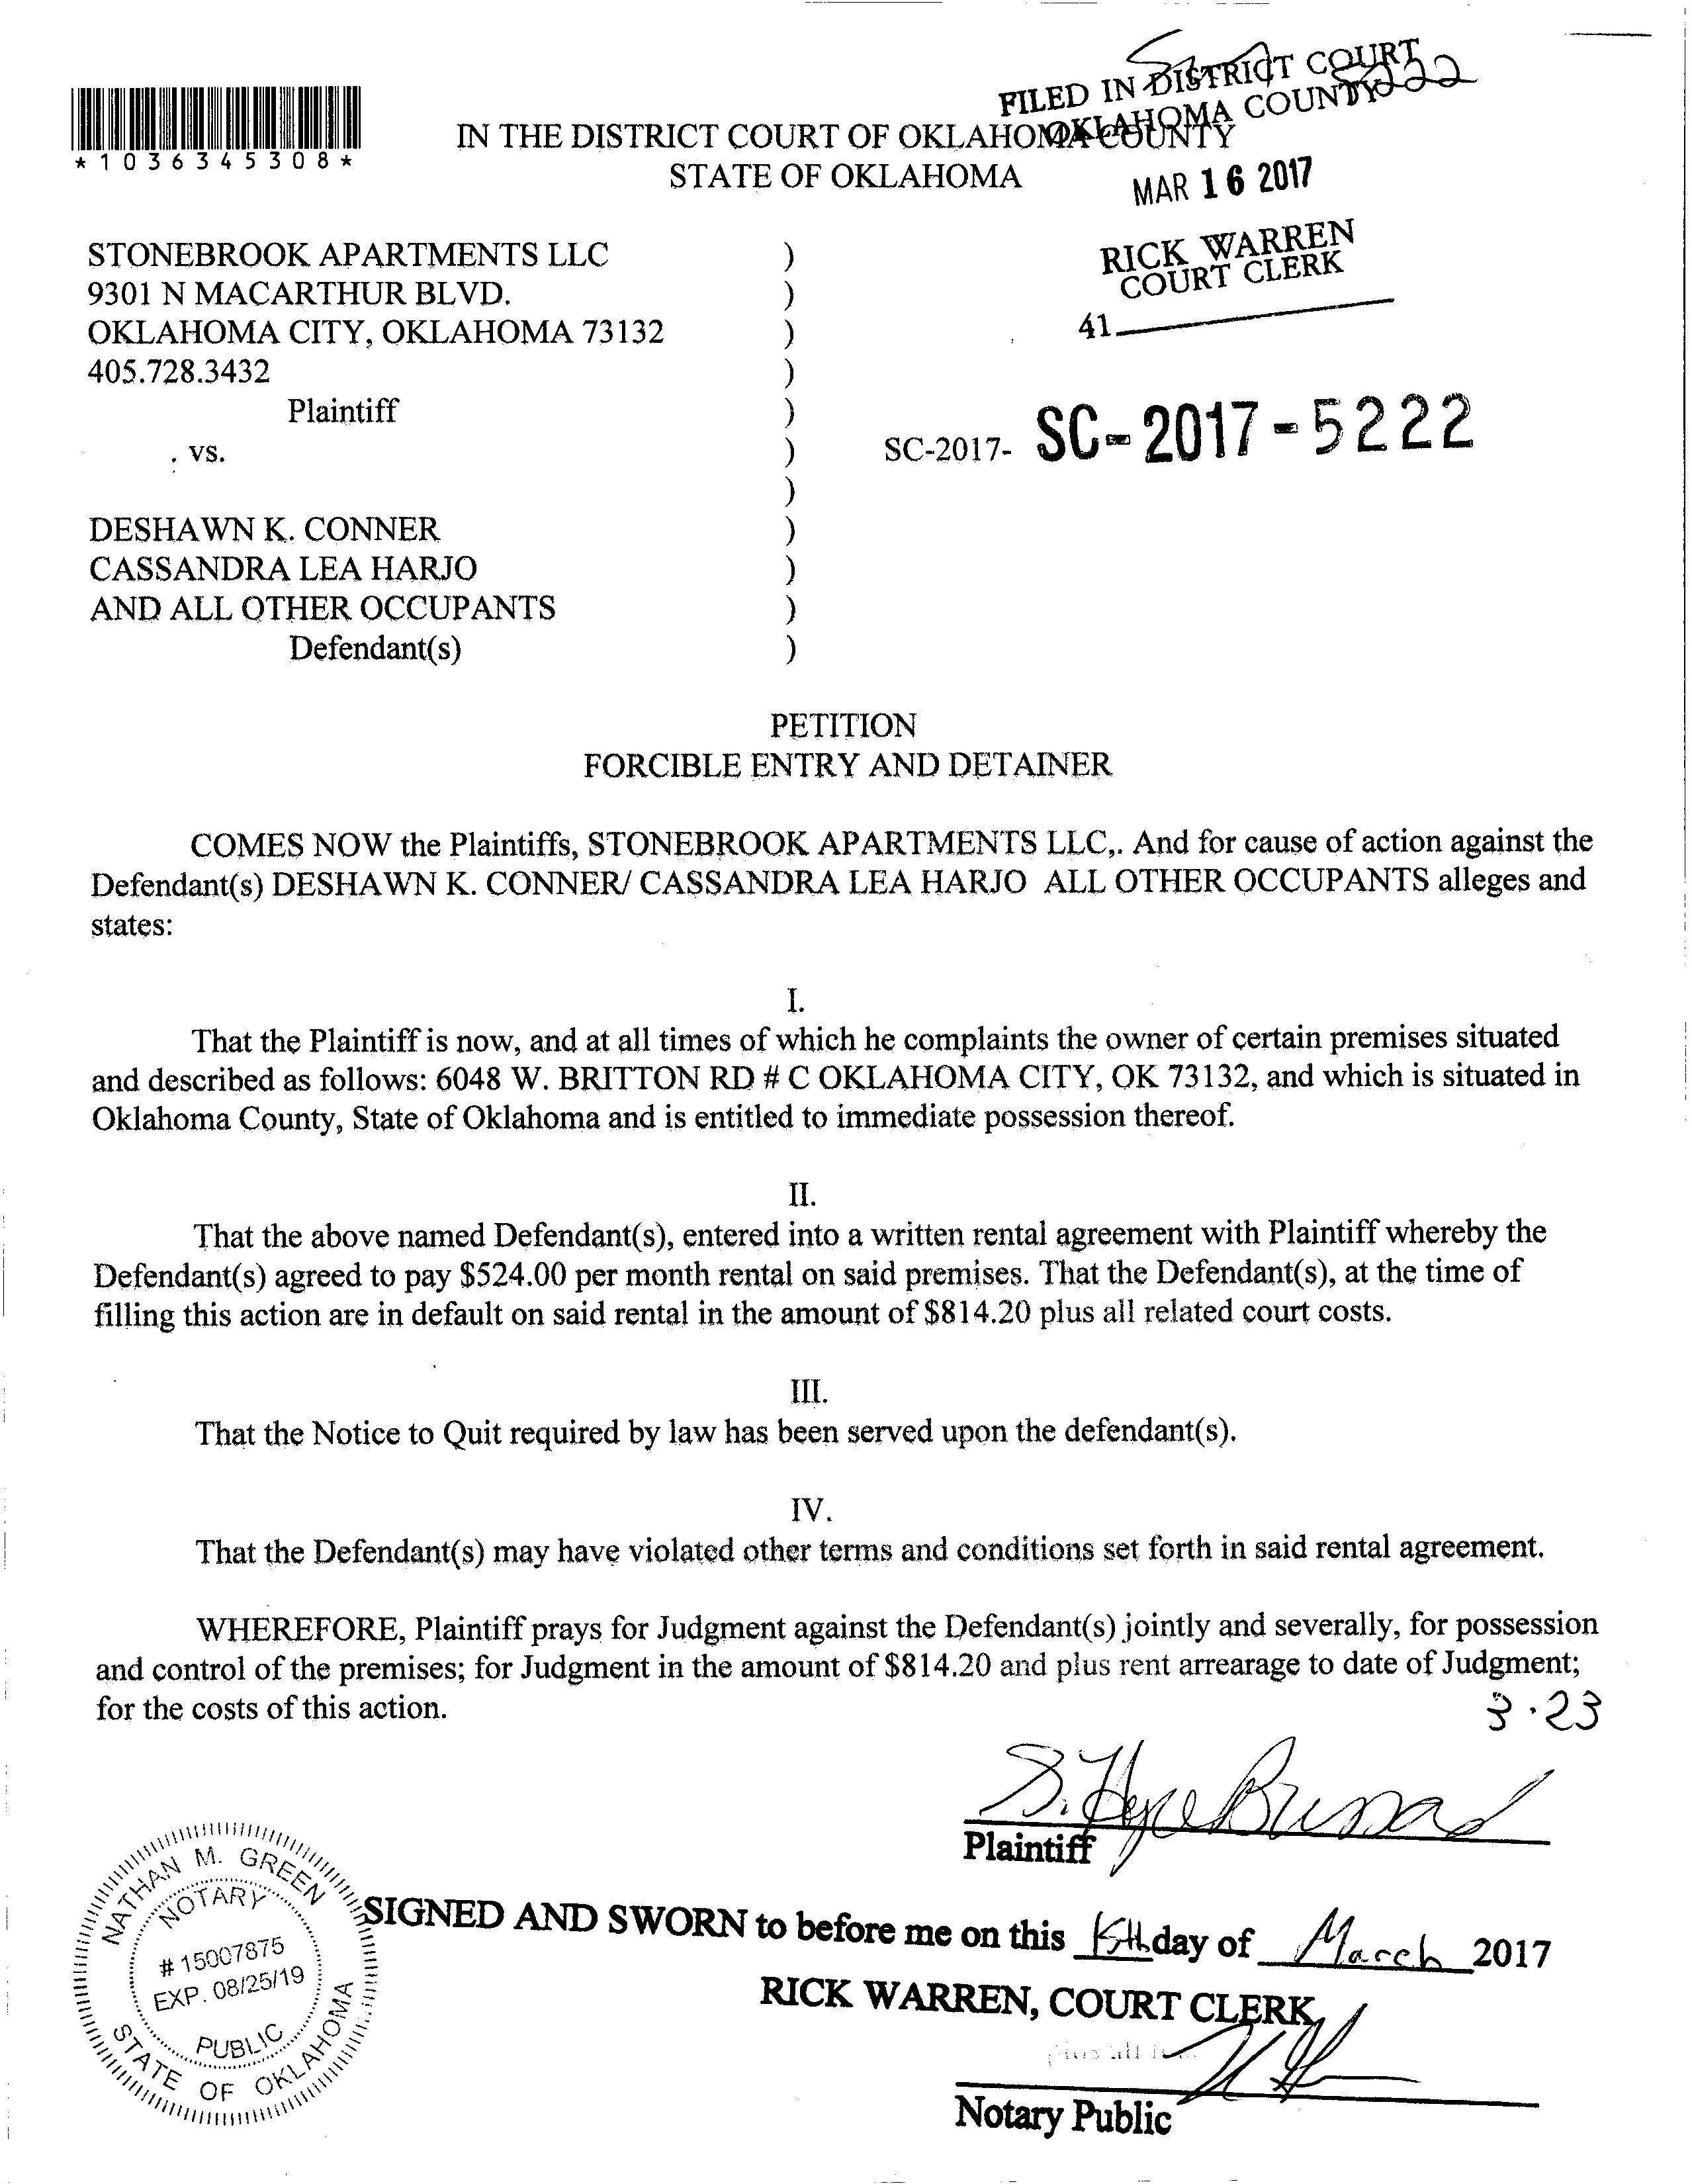 *1036345308*
5222
FILED IN DISTRICT COURT
OKLAHOMA COUNTY
IN THE DISTRICT COURT OF OKLAHOMA COUNTY
STATE OF OKLAHOMA
MAR 16 2017
RICK WARREN
COURT CLERK
41
STONEBROOK APARTMENTS LLC )
9301 N MACARTHUR BLVD. )
OKLAHOMA CITY, OKLAHOMA 73132 )
405.728.3432 )
Plaintiff )
vs. ) SC-2017- SC-2017-5222
)
DESHAWN K. CONNER )
CASSANDRA LEA HARJO )
AND ALL OTHER OCCUPANTS )
Defendant(s) )
PETITION
FORCIBLE ENTRY AND DETAINER
COMES NOW the Plaintiffs, STONEBROOK APARTMENTS LLC,. And for cause of action against the
Defendant(s) DESHAWN K. CONNER/ CASSANDRA LEA HARJO ALL OTHER OCCUPANTS alleges and
states:
I.
That the Plaintiff is now, and at all times of which he complaints the owner of certain premises situated
and described as follows: 6048 W. BRITTON RD # C OKLAHOMA CITY, OK 73132, and which is situated in
Oklahoma County, State of Oklahoma and is entitled to immediate possession thereof.
II.
That the above named Defendant(s), entered into a written rental agreement with Plaintiff whereby the
Defendant(s) agreed to pay $524.00 per month rental on said premises. That the Defendant(s), at the time of
filling this action are in default on said rental in the amount of $814.20 plus all related court costs.
III.
That the Notice to Quit required by law has been served upon the defendant(s).
IV.
That the Defendant(s) may have violated other terms and conditions set forth in said rental agreement.
WHEREFORE, Plaintiff prays for Judgment against the Defendant(s) jointly and severally, for possession
and control of the premises; for Judgment in the amount of $814.20 and plus rent arrearage to date of Judgment;
for the costs of this action.
3.23
Plaintiff
NATHAN M. GREEN
NOTARY
# 15007875
EXP. 08/25/19
PUBLIC
STATE OF OKLAHOMA
SIGNED AND SWORN to before me on this 15th day of March 2017
RICK WARREN, COURT CLERK
Notary Public